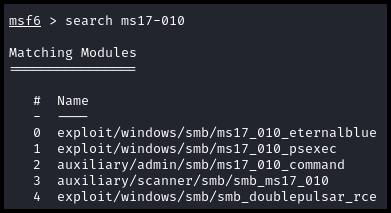 msf6 > search ms17-010
Matching Modules
================
#  Name
-  ----
0  exploit/windows/smb/ms17_010_eternalblue
1  exploit/windows/smb/ms17_010_psexec
2  auxiliary/admin/smb/ms17_010_command
3  auxiliary/scanner/smb/smb_ms17_010
4  exploit/windows/smb/smb_doublepulsar_rce